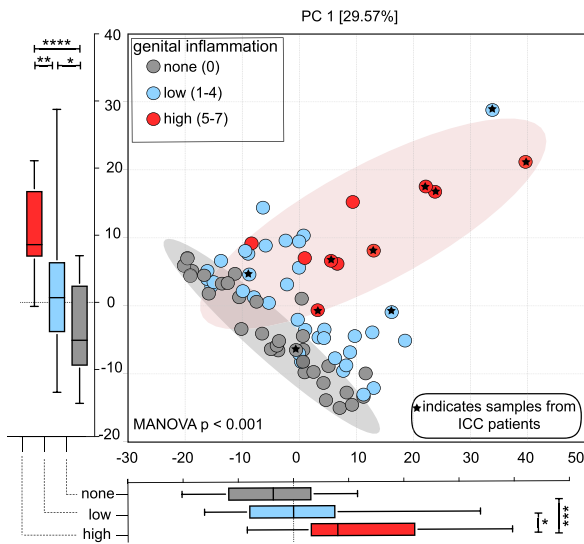 PC 1 [29.57%]
**** 
** *
40
30
20
10
0
-10
-20
genital inflammation
none (0)
low (1-4)
high (5-7)
MANOVA p < 0.001
★indicates samples from
ICC patients
-30 -20 -10 0 10 20 30 40 50
none
low
high
*
***